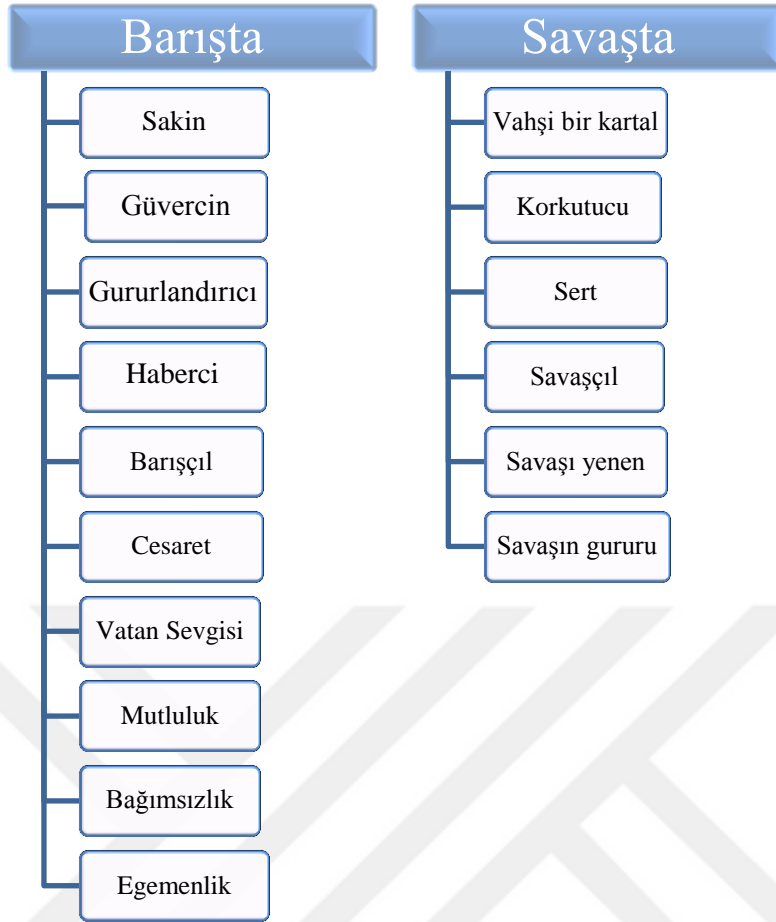 Barışta
Sakin
Güvercin
Gururlandırıcı
Haberci
Barışçıl
Cesaret
Vatan Sevgisi
Mutluluk
Bağımsızlık
Egemenlik
Savaşta
Vahşi bir kartal
Korkutucu
Sert
Savaşçıl
Savaşı yenen
Savaşın gururu